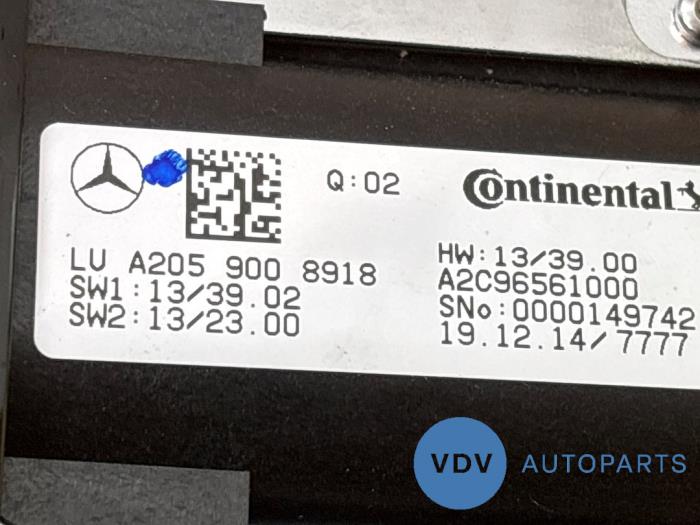 Q:02
Continental
LU A205 900 8918
SW1:13/39.02
SW2:13/23.00
HW:13/39.00
A2C96561000
SNo:0000149742
19.12.14/7777
VDV AUTOPARTS